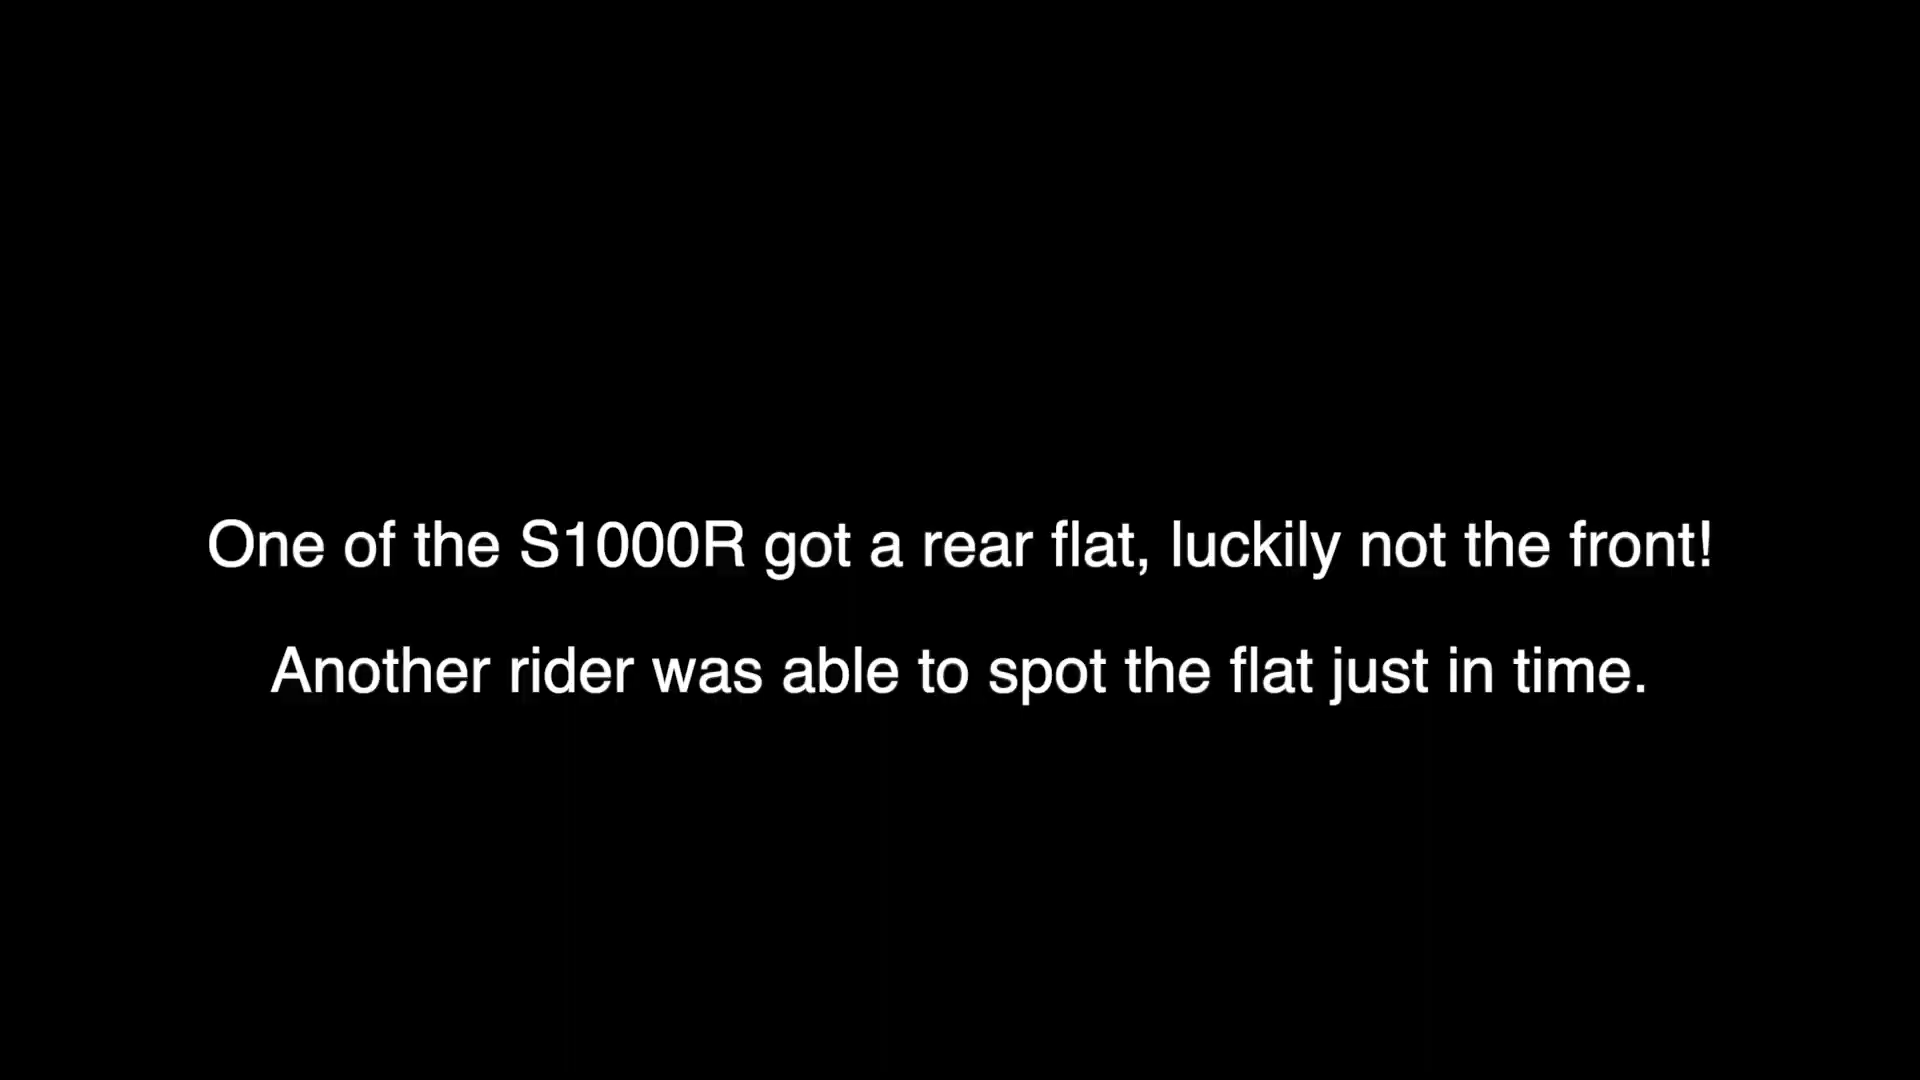 One of the S1000R got a rear flat, luckily not the front!
Another rider was able to spot the flat just in time.